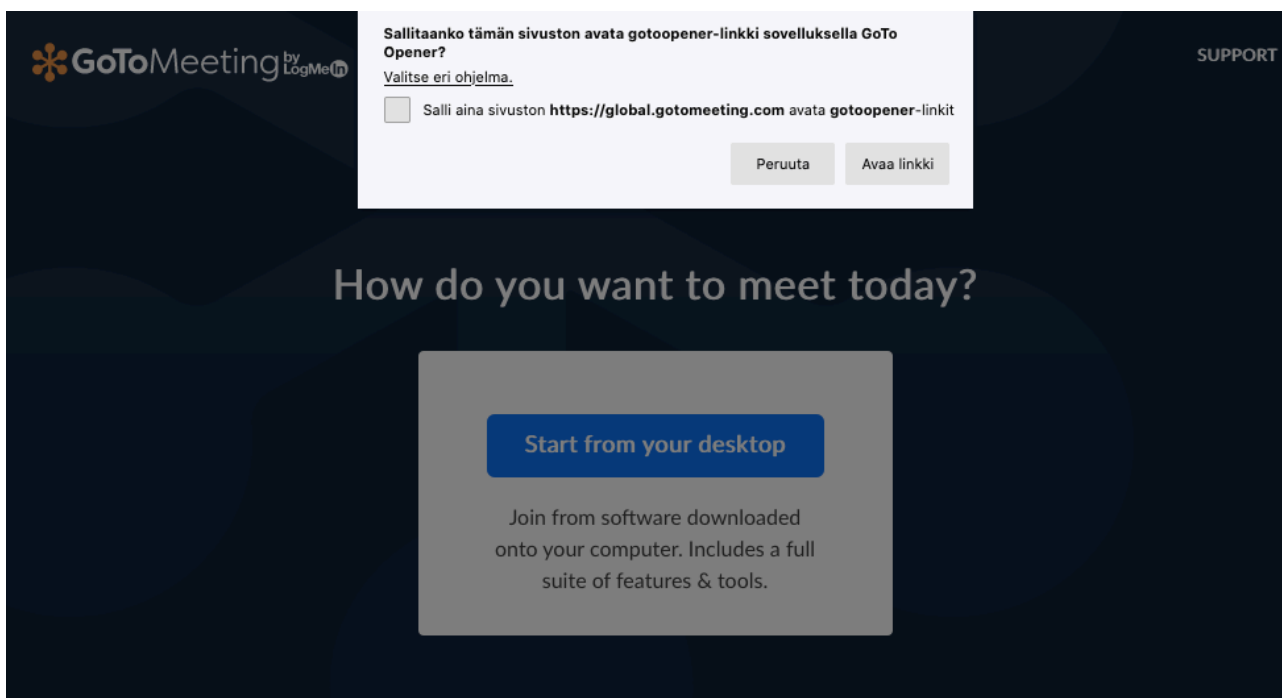 Sallitaanko tämän sivuston avata gotoopener-linkki sovelluksella GoTo
Opener?
Valitse eri ohjelma.
Salli aina sivuston https://global.gotomeeting.com avata gotoopener-linkit
Peruuta
Avaa linkki
GoToMeeting by LogMeIn
SUPPORT
How do you want to meet today?
Start from your desktop
Join from software downloaded
onto your computer. Includes a full
suite of features & tools.